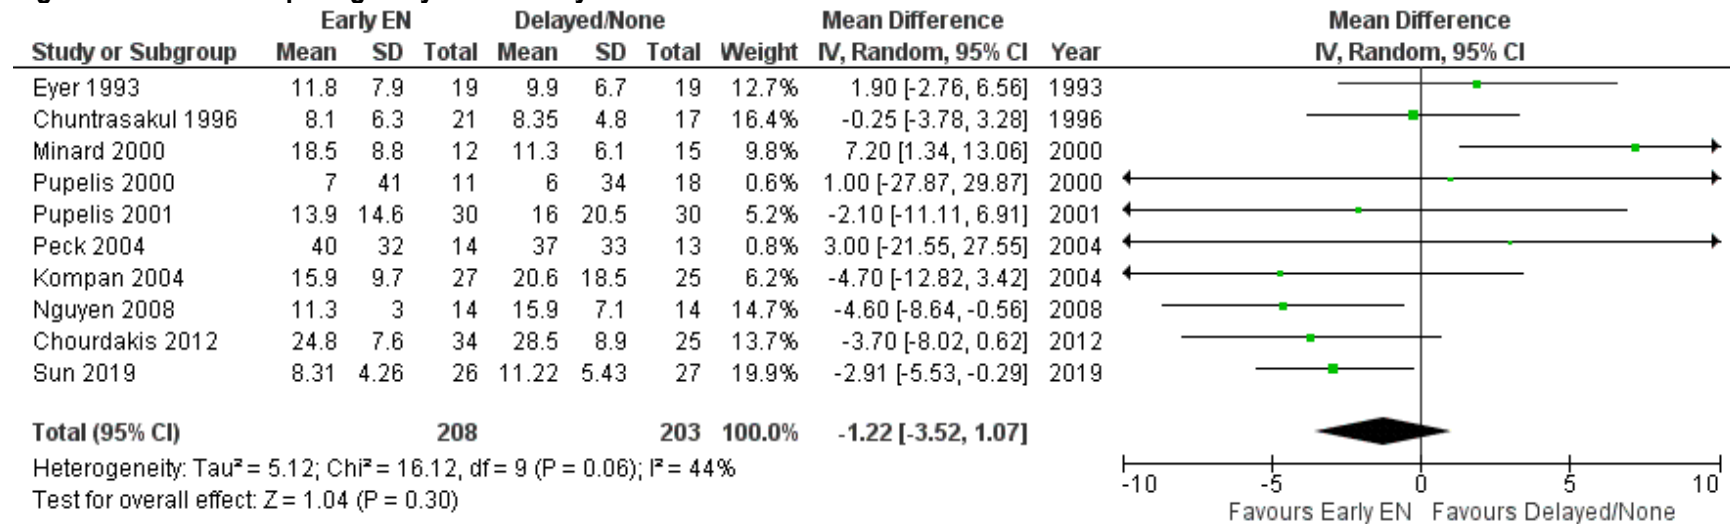 Early EN Delayed/None Mean Difference Mean Difference
Study or Subgroup Mean SD Total Mean SD Total Weight IV, Random, 95% CI Year IV, Random, 95% CI
Eyer 1993 11.8 7.9 19 9.9 6.7 19 12.7% 1.90 [-2.76, 6.56] 1993
Chuntrasakul 1996 8.1 6.3 21 8.35 4.8 17 16.4% -0.25 [-3.78, 3.28] 1996
Minard 2000 18.5 8.8 12 11.3 6.1 15 9.8% 7.20 [1.34, 13.06] 2000
Pupelis 2000 7 41 11 6 34 18 0.6% 1.00 [-27.87, 29.87] 2000
Pupelis 2001 13.9 14.6 30 16 20.5 30 5.2% -2.10 [-11.11, 6.91] 2001
Peck 2004 40 32 14 37 33 13 0.8% 3.00 [-21.55, 27.55] 2004
Kompan 2004 15.9 9.7 27 20.6 18.5 25 6.2% -4.70 [-12.82, 3.42] 2004
Nguyen 2008 11.3 3 14 15.9 7.1 14 14.7% -4.60 [-8.64, -0.56] 2008
Chourdakis 2012 24.8 7.6 34 28.5 8.9 25 13.7% -3.70 [-8.02, 0.62] 2012
Sun 2019 8.31 4.26 26 11.22 5.43 27 19.9% -2.91 [-5.53, -0.29] 2019
Total (95% CI) 208 203 100.0% -1.22 [-3.52, 1.07]
Heterogeneity: Tau² = 5.12; Chi² = 16.12, df = 9 (P = 0.06); I² = 44%
Test for overall effect: Z = 1.04 (P = 0.30)
-10 -5 0 5 10
Favours Early EN Favours Delayed/None